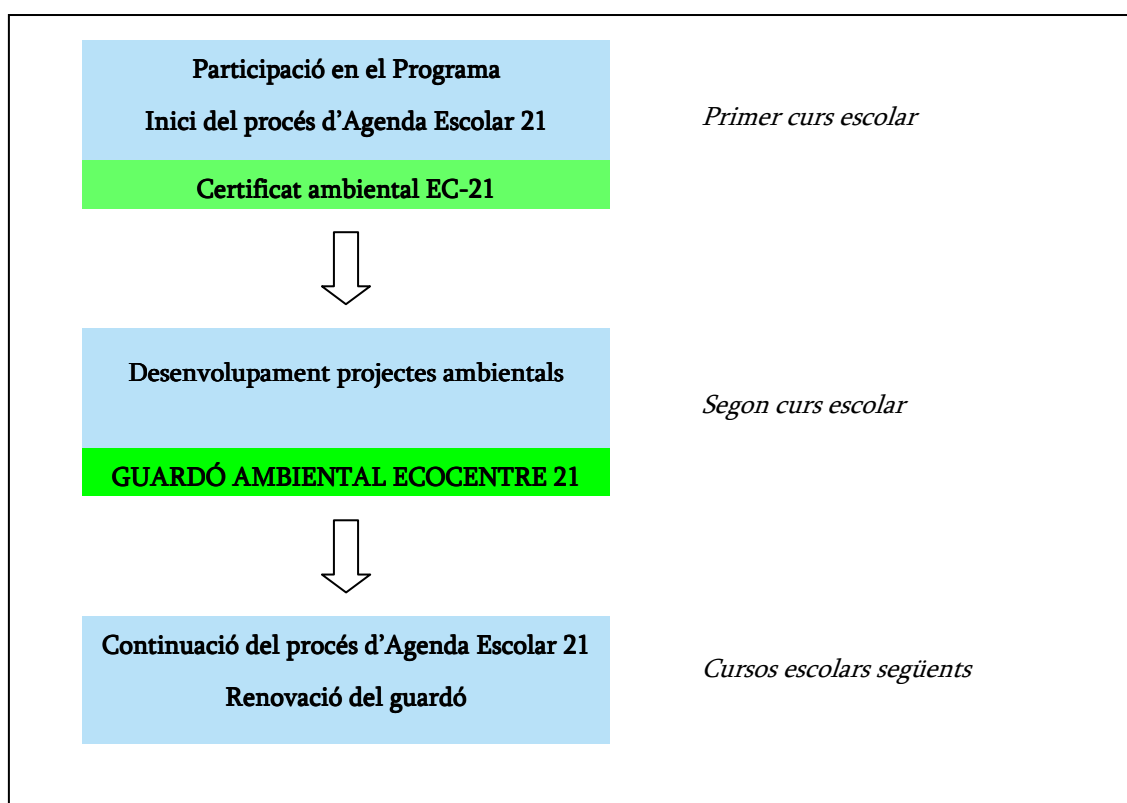 Participació en el Programa
Inici del procés d’Agenda Escolar 21
Primer curs escolar
Certificat ambiental EC-21
Desenvolupament projectes ambientals
Segon curs escolar
GUARDÓ AMBIENTAL ECOCENTRE 21
Continuació del procés d’Agenda Escolar 21
Renovació del guardó
Cursos escolars següents